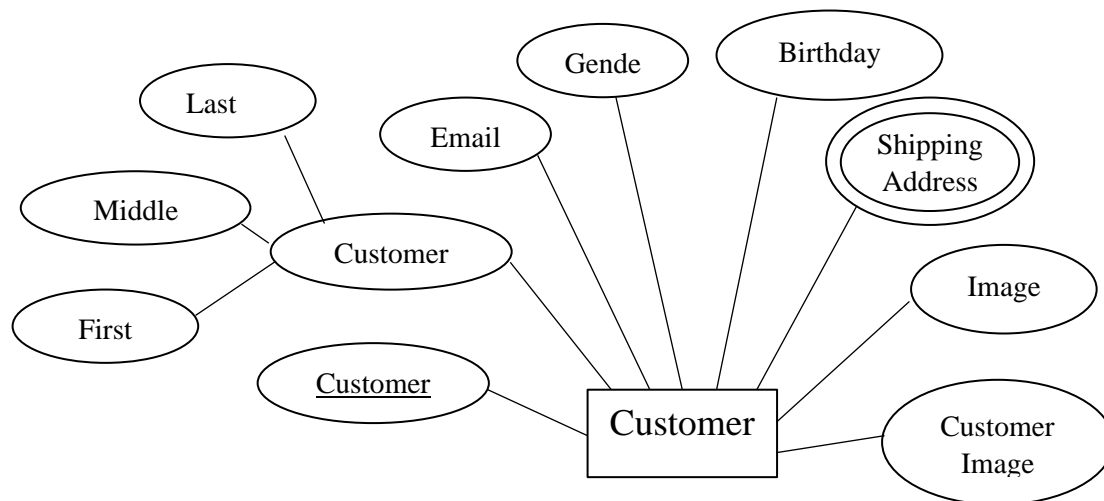 Birthday
Gende
Last
Email
Shipping
Address
Middle
Customer
Image
First
Customer
Customer
Customer
Image